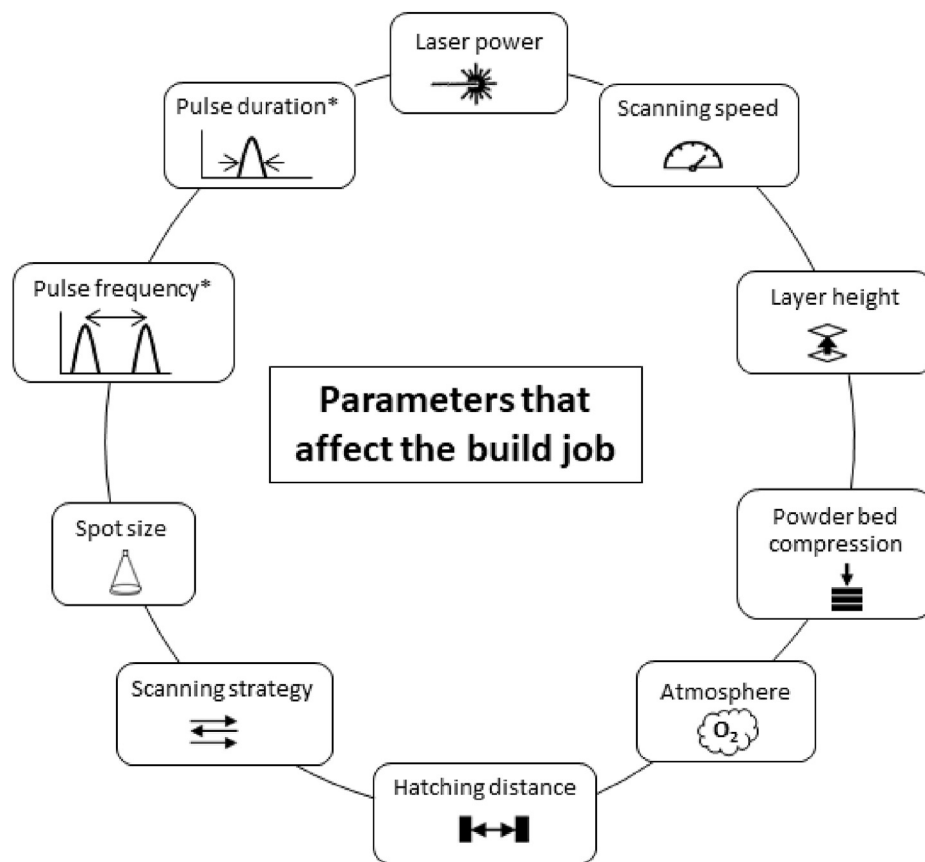 Laser power
Pulse duration*
Scanning speed
Pulse frequency*
Layer height
Parameters that
affect the build job
Spot size
Powder bed
compression
Scanning strategy
Atmosphere
O₂
Hatching distance